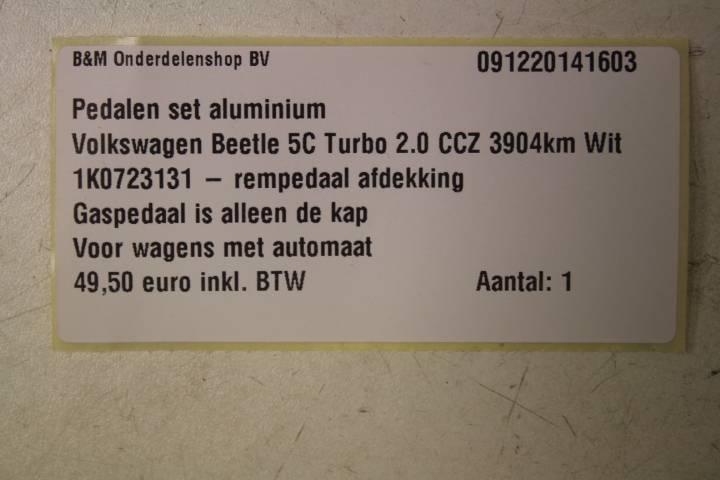 B&M Onderdelenshop BV 091220141603
Pedalen set aluminium
Volkswagen Beetle 5C Turbo 2.0 CCZ 3904km Wit
1K0723131 – rempedaal afdekking
Gaspedaal is alleen de kap
Voor wagens met automaat
49,50 euro inkl. BTW Aantal: 1